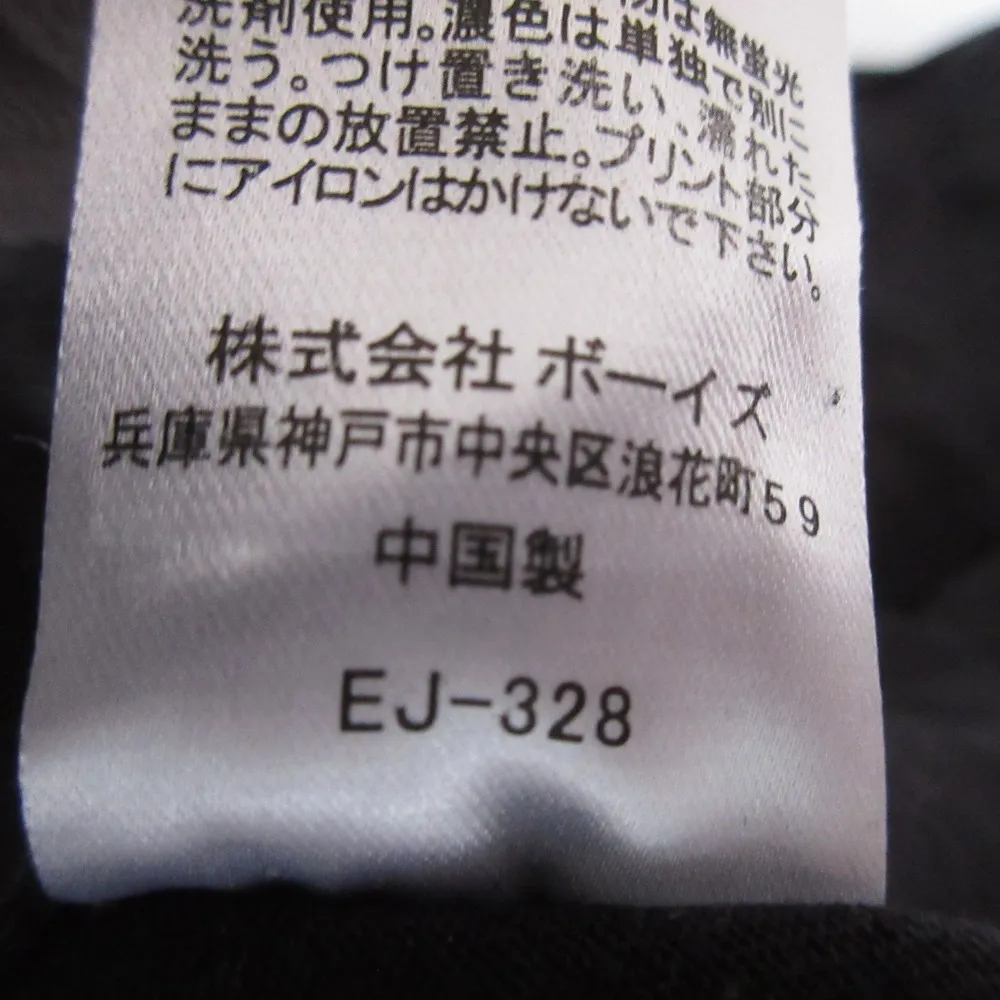 は無蛍光
洗剤使用。濃色は単独で別に
洗う。つけ置き洗い、濡れた
ままの放置禁止。プリント部分
にアイロンはかけないで下さい。
株式会社 ボーイズ
兵庫県神戸市中央区浪花町59
中国製
EJ-328